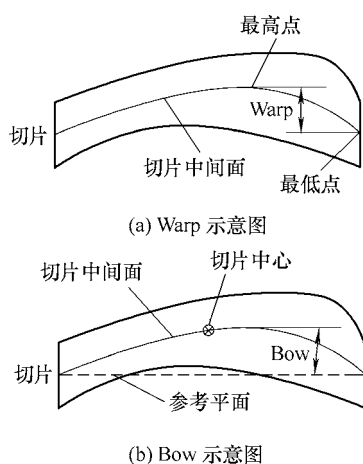 最高点
Warp
切片
切片中间面
最低点
(a) Warp 示意图
切片中心
切片中间面
Bow
切片
参考平面
(b) Bow 示意图